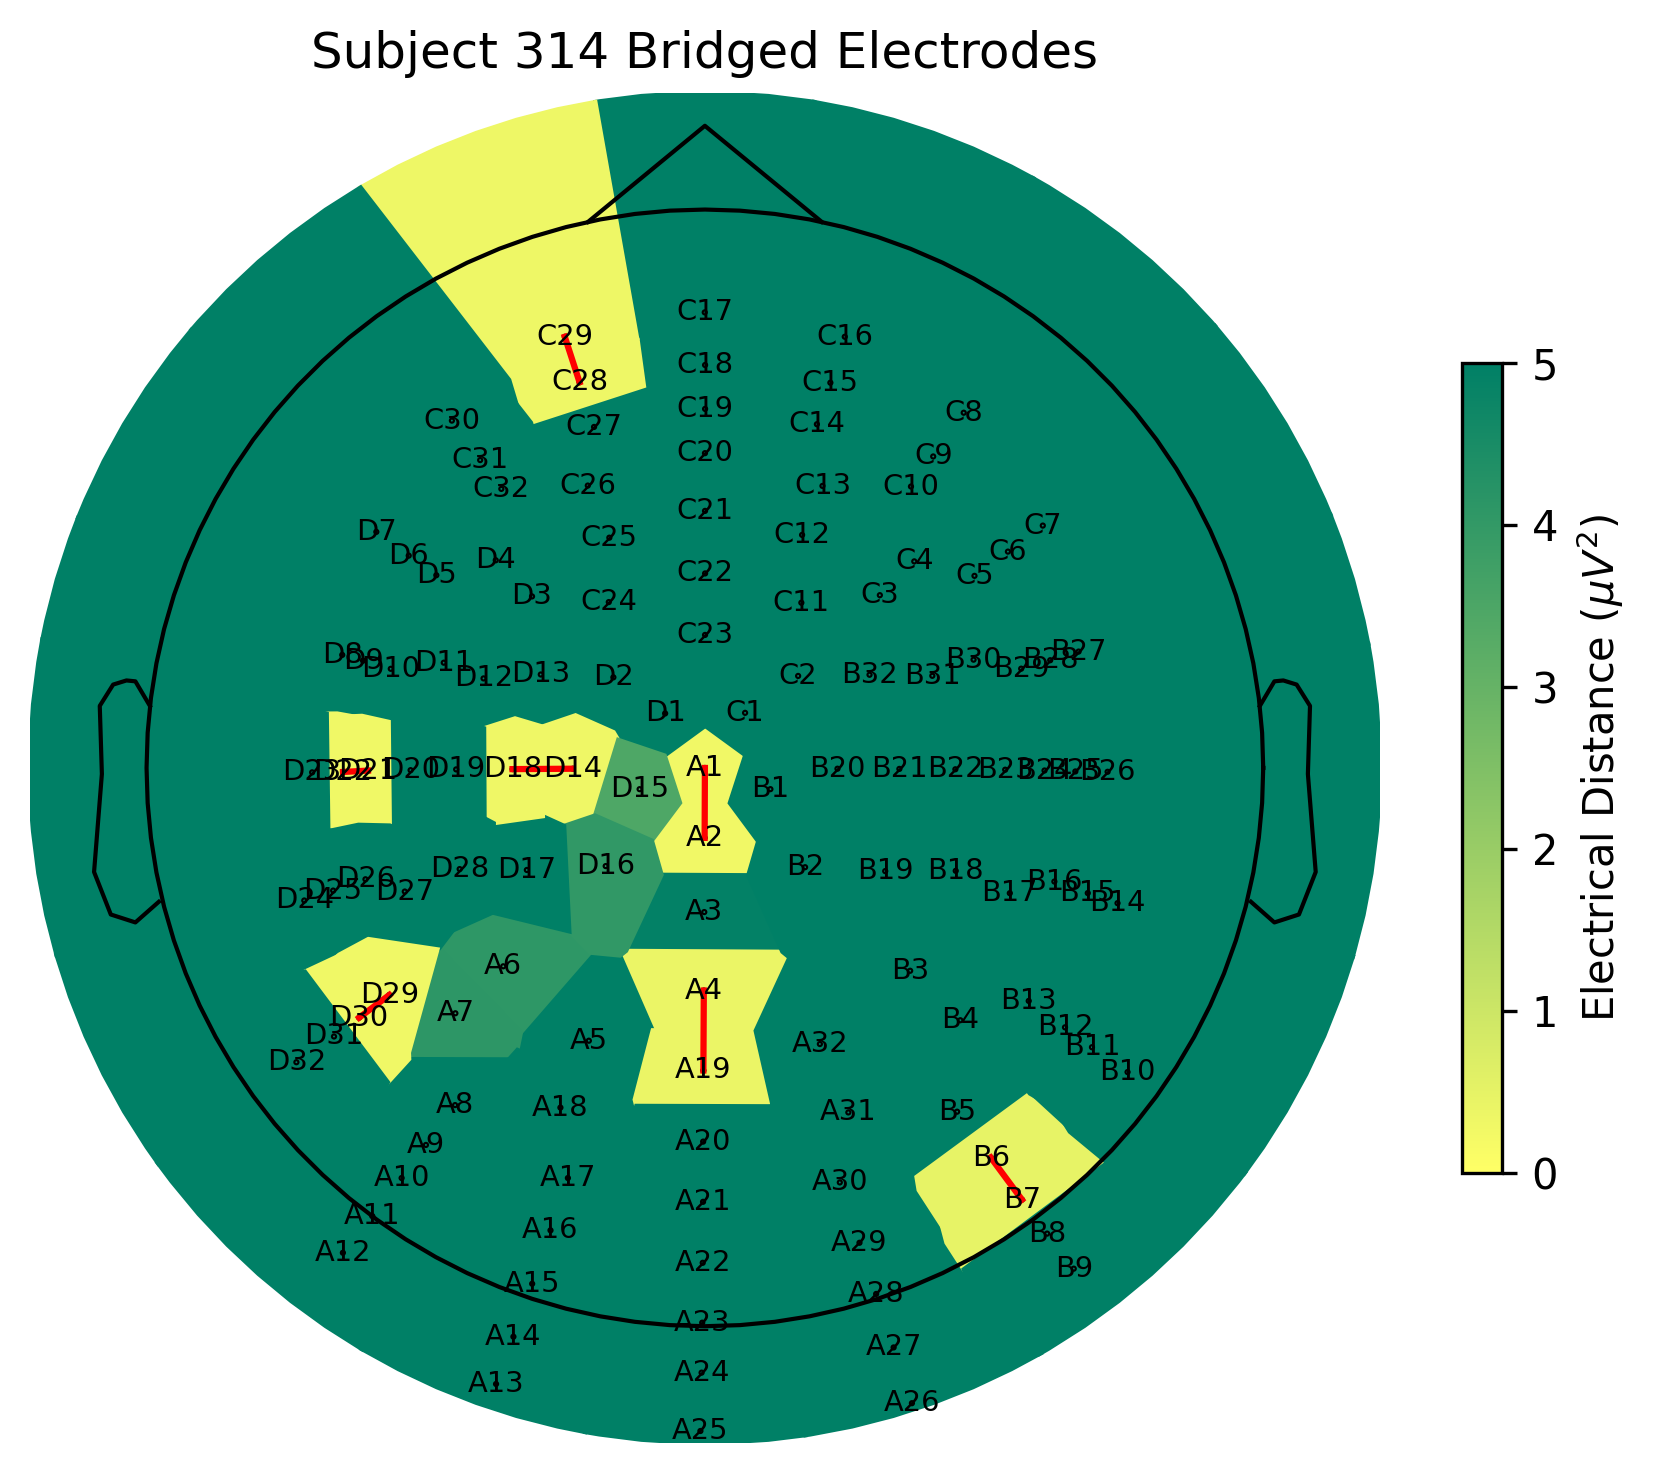 Subject 314 Bridged Electrodes
C17
C29 C16
C18
C28 C15
C19 C8
C30 C27 C14
C20 C9
C31
C32 C26 C13 C10
C21 C7
D7 C25 C12
D6 D4 C4 C6
D5 C22 C5
D3 C24 C11 C3
C23
D8 D9 D10 D11 D12 D13 D2 C2 B32 B31 B30 B29 B28 B27
D1 C1
D23 D22 D21 D20 D19 D18 D14 A1 B20 B21 B22 B23 B24 B25 B26
D15 B1
A2
D24 D25 D26 D27 D28 D17 D16 B2 B19 B18 B17 B16 B15 B14
A3
A6 B3
D29 A4 B13
D30 A7 B4 B12
D31 A5 A32 B11
D32 A19 B10
A8 A18 A31 B5
A9 A20 B6
A10 A17 A30
A21 B7
A11 A16 A29 B8
A12 A22 B9
A15 A28
A23
A14 A27
A24
A13 A26
A25
5
4
3
2
1
0
Electrical Distance (μV²)